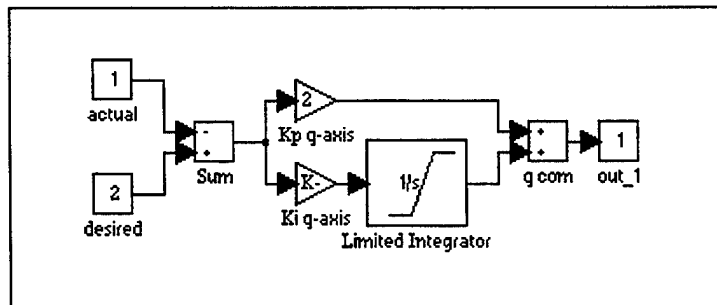 1
actual
2
desired
-
+
Sum
2
Kp q-axis
K-
Ki q-axis
1/s
Limited Integrator
+
+
q com
1
out_1